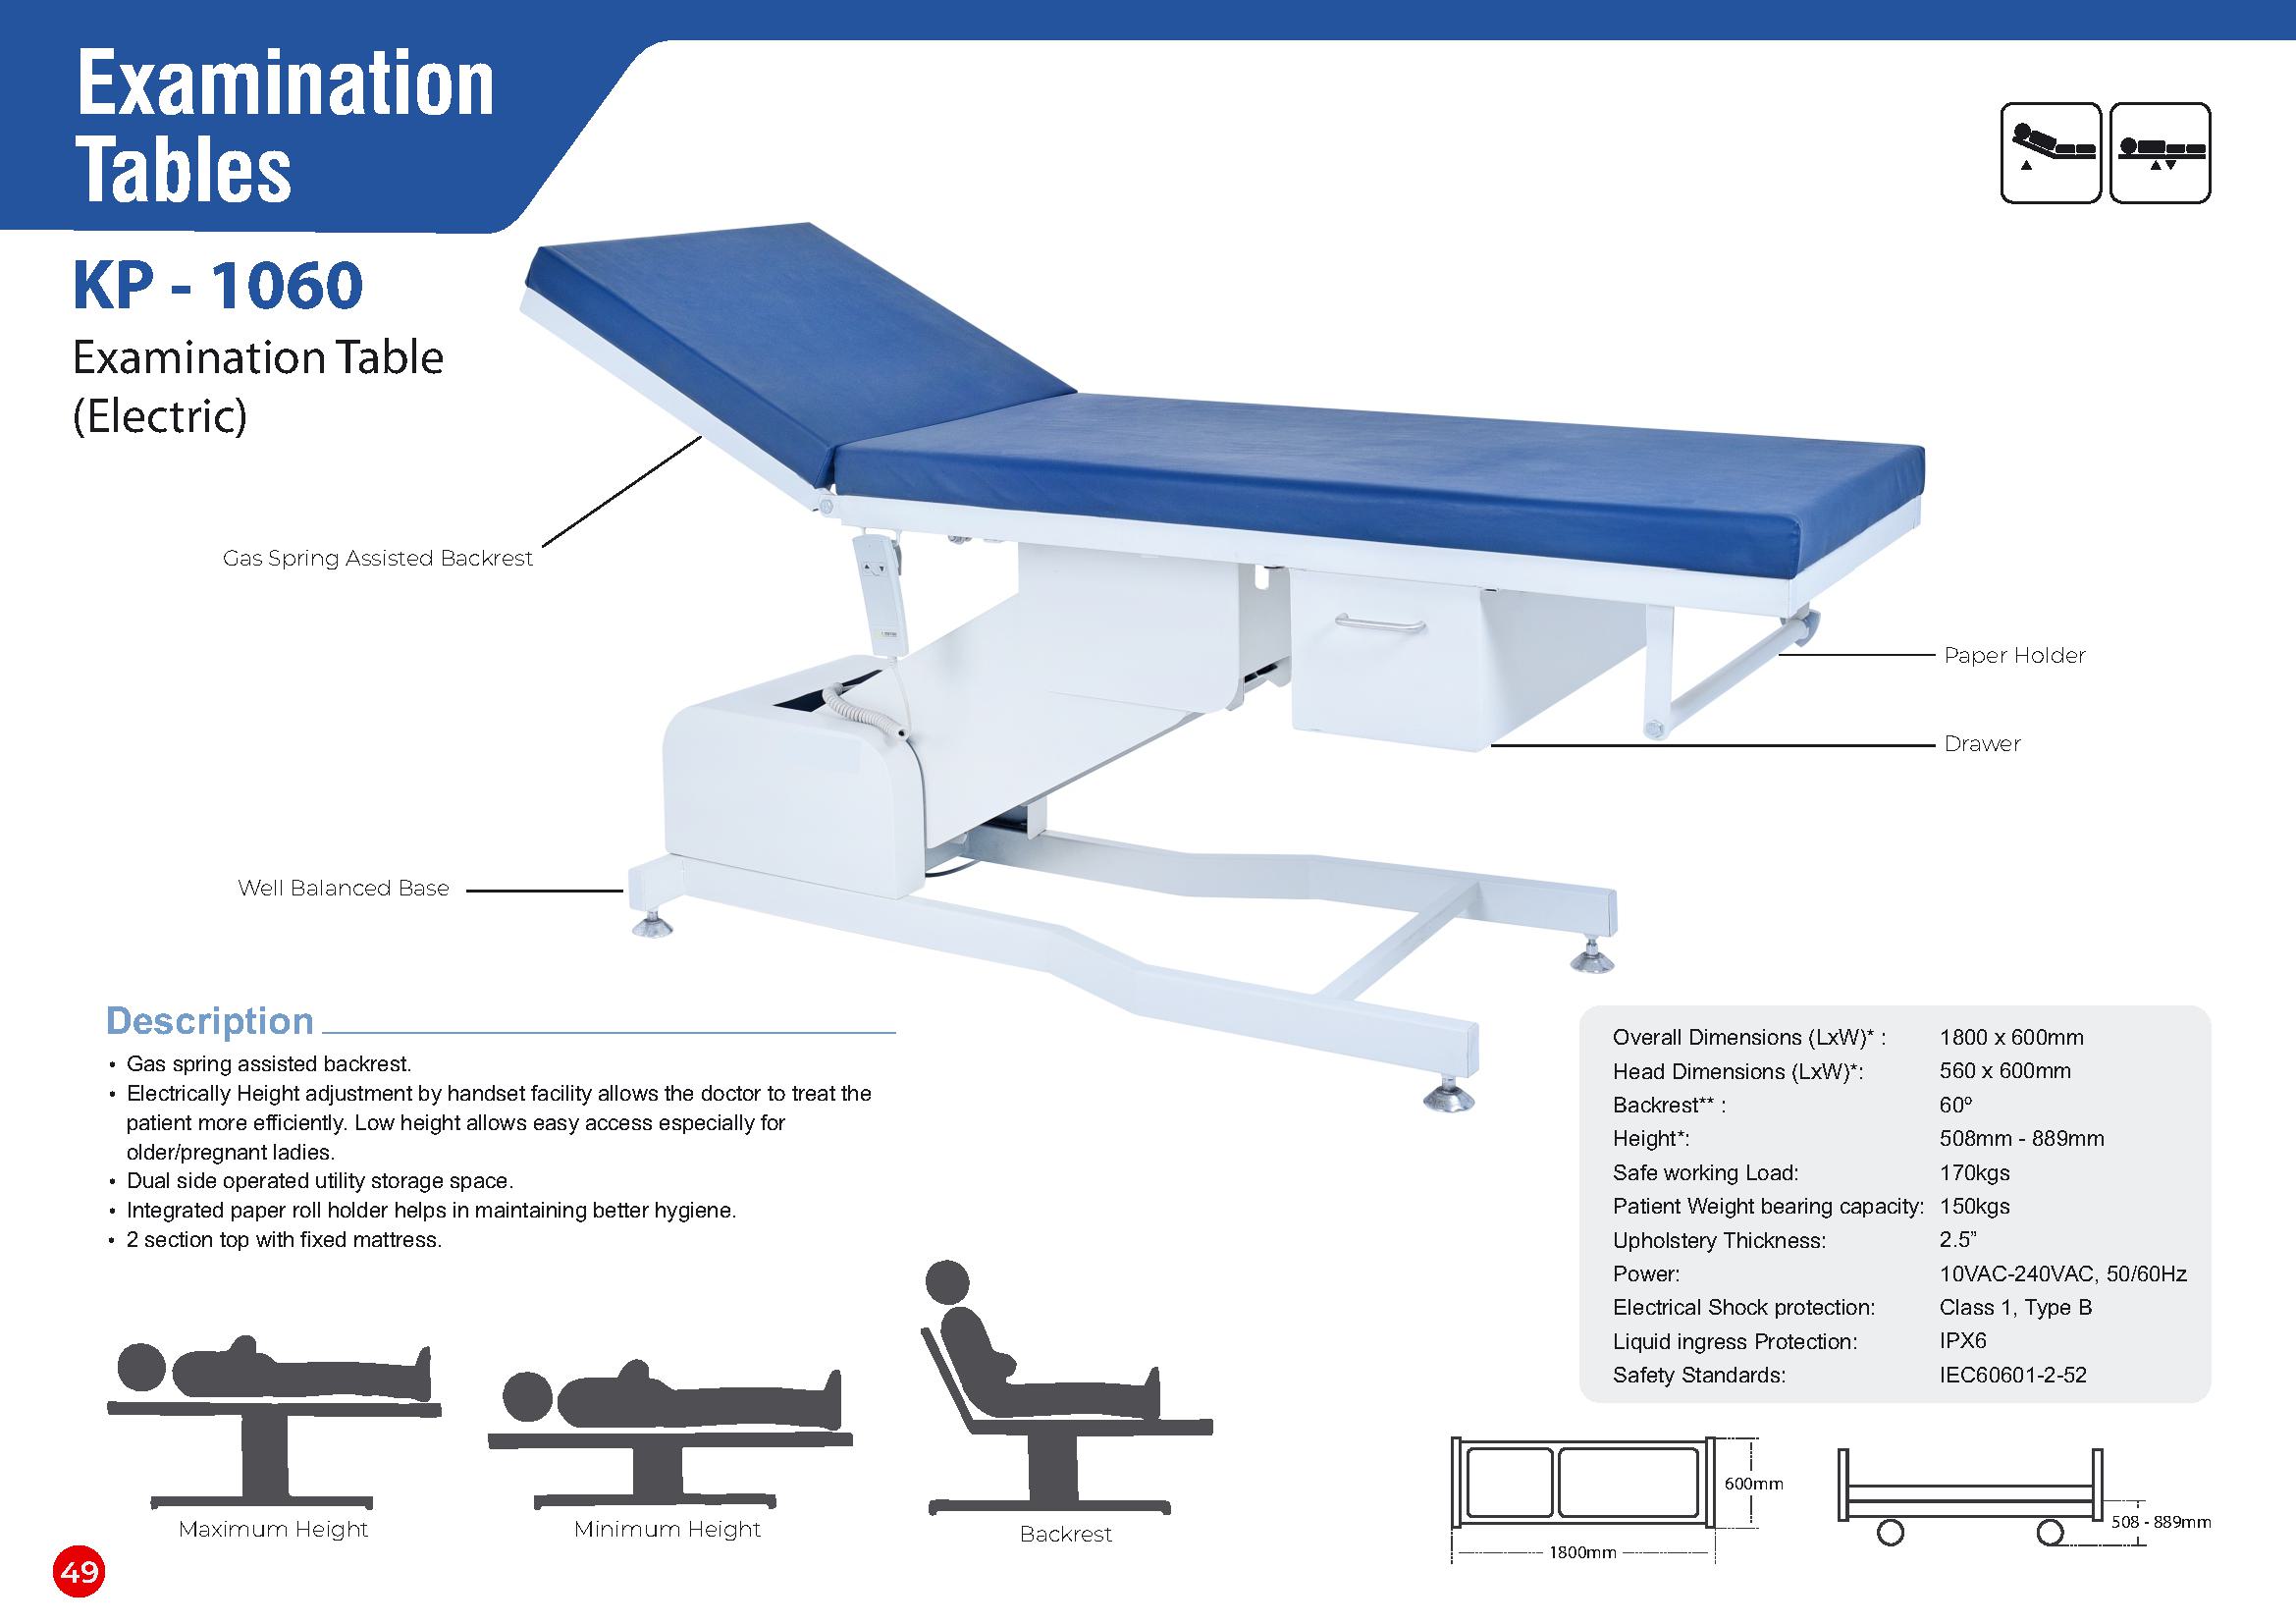 Examination
Tables
KP - 1060
Examination Table
(Electric)
Gas Spring Assisted Backrest
Paper Holder
Drawer
Well Balanced Base
Description
• Gas spring assisted backrest.
• Electrically Height adjustment by handset facility allows the doctor to treat the
patient more efficiently. Low height allows easy access especially for
older/pregnant ladies.
• Dual side operated utility storage space.
• Integrated paper roll holder helps in maintaining better hygiene.
• 2 section top with fixed mattress.
Overall Dimensions (LxW)* : 1800 x 600mm
Head Dimensions (LxW)*: 560 x 600mm
Backrest** : 60º
Height*: 508mm - 889mm
Safe working Load: 170kgs
Patient Weight bearing capacity: 150kgs
Upholstery Thickness: 2.5”
Power: 10VAC-240VAC, 50/60Hz
Electrical Shock protection: Class 1, Type B
Liquid ingress Protection: IPX6
Safety Standards: IEC60601-2-52
Maximum Height
Minimum Height
Backrest
600mm
1800mm
508 - 889mm
49